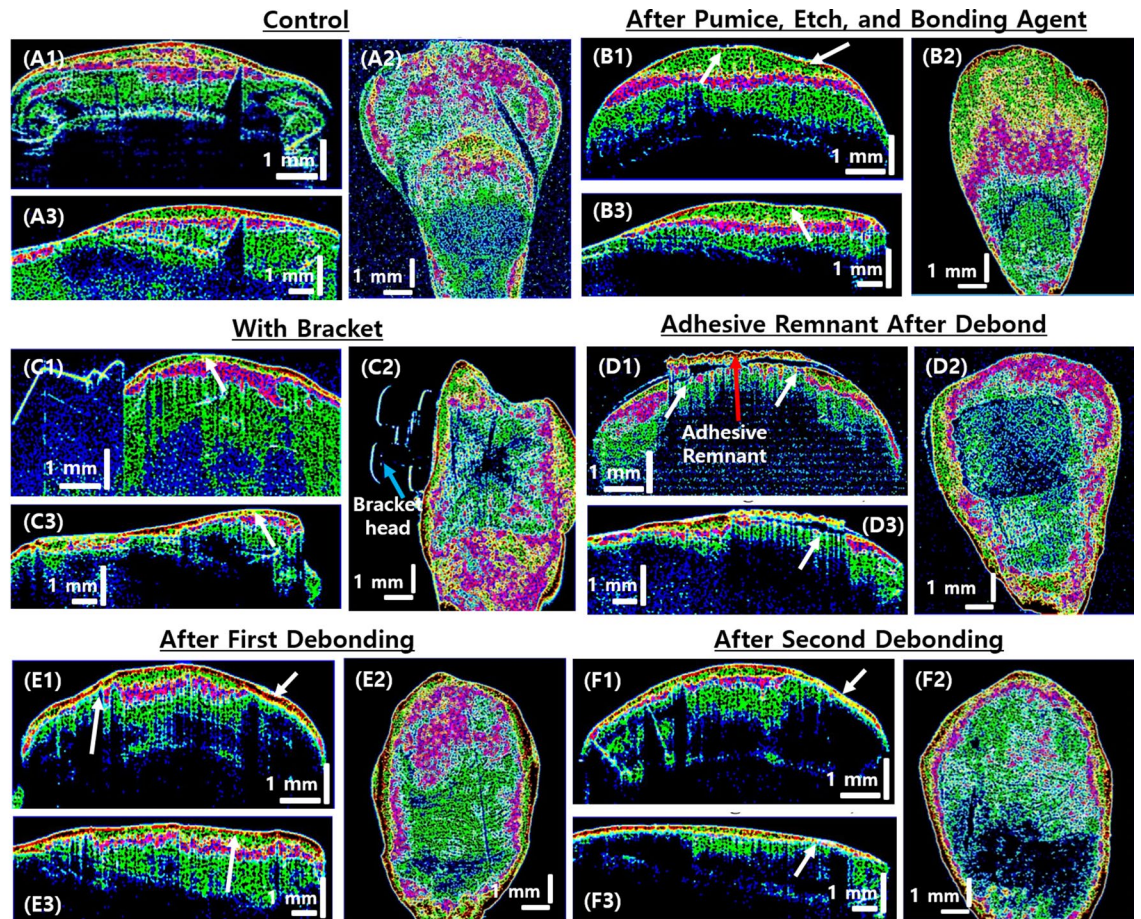 Control
After Pumice, Etch, and Bonding Agent
(A1)
1 mm
(A2)
1 mm
(A3)
1 mm
(B1)
1 mm
(B2)
1 mm
(B3)
1 mm
With Bracket
Adhesive Remnant After Debond
(C1)
1 mm
(C2)
Bracket
head
1 mm
(C3)
1 mm
(D1)
Adhesive
Remnant
1 mm
(D2)
1 mm
(D3)
1 mm
After First Debonding
After Second Debonding
(E1)
1 mm
(E2)
1 mm
(E3)
1 mm
(F1)
1 mm
(F2)
1 mm
(F3)
1 mm